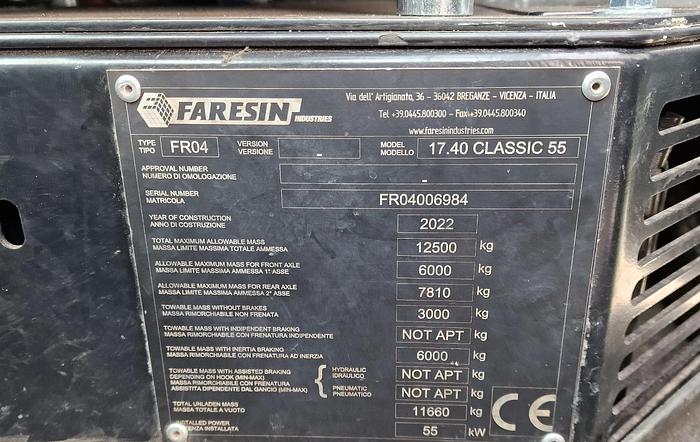 FARESIN INDUSTRIES
Via dell' Artigianato, 36 - 36042 BREGANZE - VICENZA - ITALIA
Tel +39.0445.800300 - Fax +39.0445.800340
www.faresinindustries.com
TYPE TIPO FR04 VERSION VERSIONE - MODEL MODELLO 17.40 CLASSIC 55
APPROVAL NUMBER
NUMERO DI OMOLOGAZIONE -
SERIAL NUMBER
MATRICOLA FR04006984
YEAR OF CONSTRUCTION
ANNO DI COSTRUZIONE 2022
TOTAL MAXIMUM ALLOWABLE MASS
MASSA LIMITE MASSIMA TOTALE AMMESSA 12500 kg
ALLOWABLE MAXIMUM MASS FOR FRONT AXLE
MASSA LIMITE MASSIMA AMMESSA 1° ASSE 6000 kg
ALLOWABLE MAXIMUM MASS FOR REAR AXLE
MASSA LIMITE MASSIMA AMMESSA 2° ASSE 7810 kg
TOWABLE MASS WITHOUT BRAKES
MASSA RIMORCHIABILE NON FRENATA 3000 kg
TOWABLE MASS WITH INDIPENDENT BRAKING
MASSA RIMORCHIABILE CON FRENATURA INDIPENDENTE NOT APT kg
TOWABLE MASS WITH INERTIA BRAKING
MASSA RIMORCHIABILE CON FRENATURA AD INERZIA 6000 kg
TOWABLE MASS WITH ASSISTED BRAKING
DEPENDING ON HOOK (MIN-MAX)
MASSA RIMORCHIABILE CON FRENATURA
ASSISTITA DIPENDENTE DAL GANCIO (MIN-MAX)
HYDRAULIC
IDRAULICO NOT APT kg
PNEUMATIC
PNEUMATICO NOT APT kg
TOTAL UNLADEN MASS
MASSA TOTALE A VUOTO 11660 kg
INSTALLED POWER
POTENZA INSTALLATA 55 kW
CE